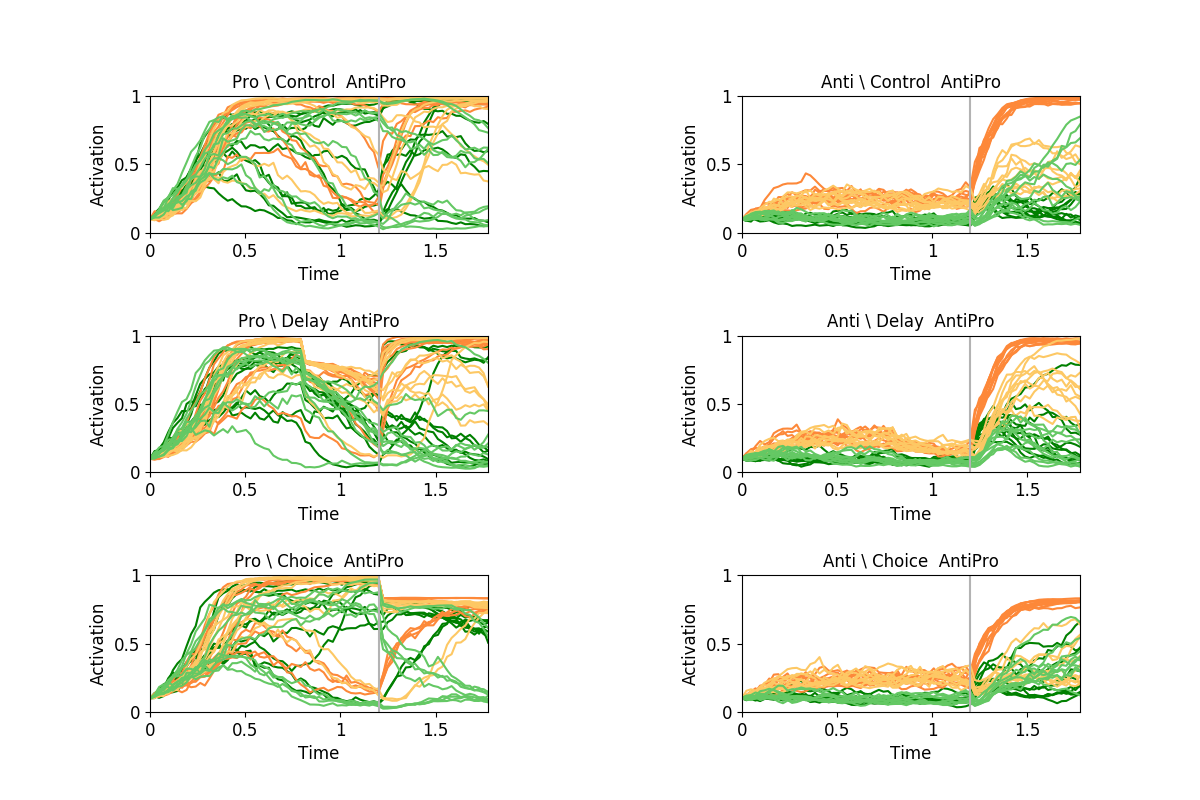 Pro \ Control  AntiPro
Anti \ Control  AntiPro
1
0.5
0
Activation
0
0.5
1
1.5
Time
1
0.5
0
Activation
0
0.5
1
1.5
Time
Pro \ Delay  AntiPro
Anti \ Delay  AntiPro
1
0.5
0
Activation
0
0.5
1
1.5
Time
1
0.5
0
Activation
0
0.5
1
1.5
Time
Pro \ Choice  AntiPro
Anti \ Choice  AntiPro
1
0.5
0
Activation
0
0.5
1
1.5
Time
1
0.5
0
Activation
0
0.5
1
1.5
Time